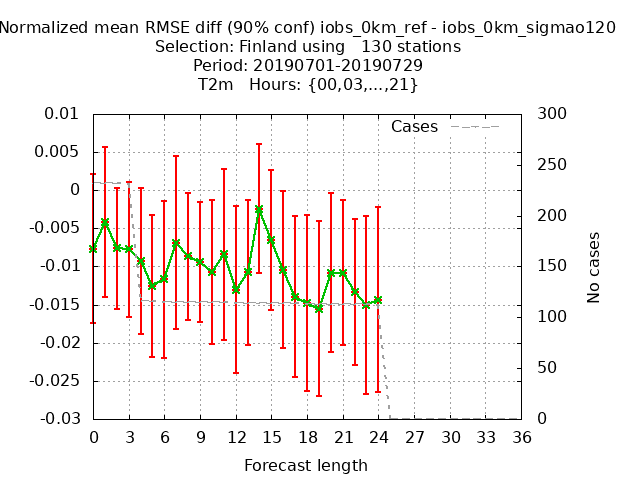 Normalized mean RMSE diff (90% conf) iobs_0km_ref - iobs_0km_sigmao120
Selection: Finland using   130 stations
Period: 20190701-20190729
T2m   Hours: {00,03,...,21}
Cases
0.01
0.005
0
-0.005
-0.01
-0.015
-0.02
-0.025
-0.03
300
250
200
150
100
50
0
No cases
0 3 6 9 12 15 18 21 24 27 30 33 36
Forecast length